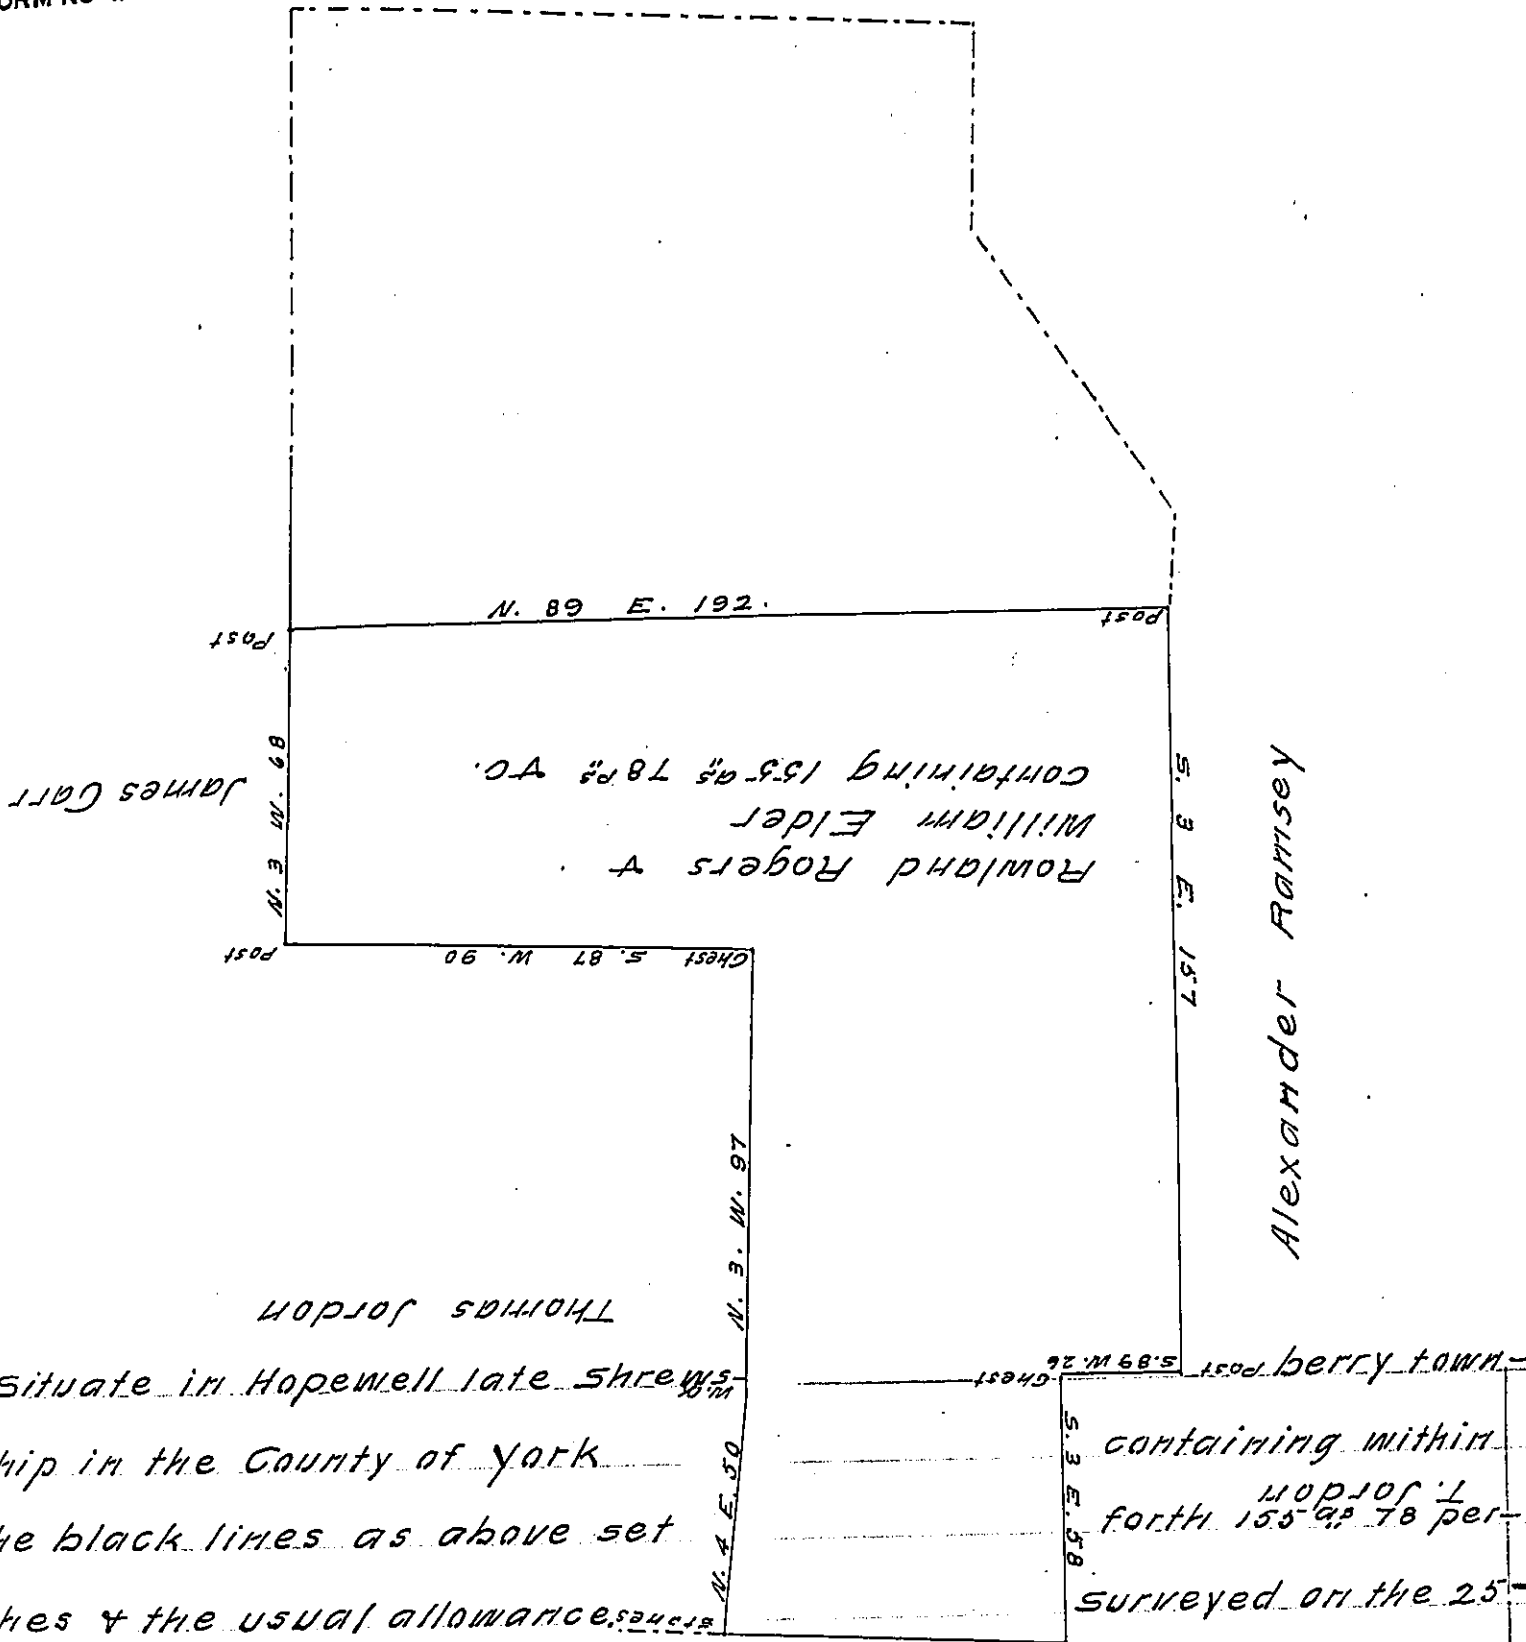 N. 89 E. 192.
Post
Post
James Carr
N. 3 W. 68
Rowland Rogers &
William Elder
Containing 155 as 78 ps &c.
S. 3 E. 157
Alexander Ramsey
Post
S. 87 W. 90
Chest
N. 3. W. 97
Thomas Jordon
Chest
S. 89 W. 26
Post
W.O.
situate in Hopewell late Shrews-
berry town-
hip in the County of York
containing within
T. Jordon
he black lines as above set
forth 155 as 78 per-
hes & the usual allowance
surveyed on the 25
N. 4 E. 50
S. 3 E. 58
stones